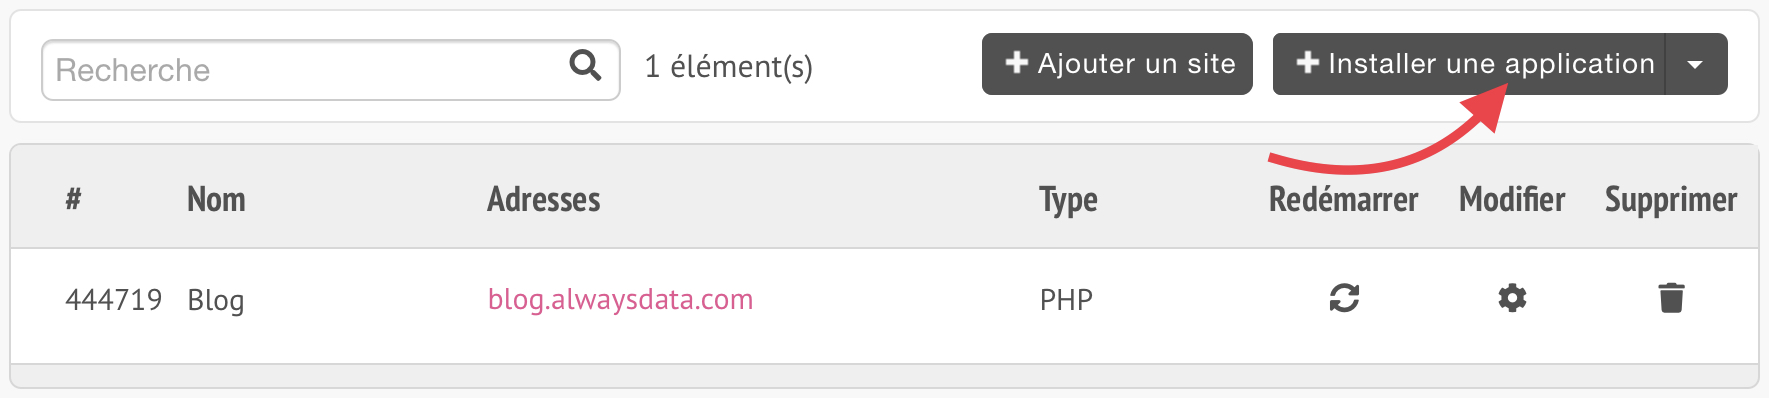 Recherche
1 élément(s)
Ajouter un site
Installer une application
# Nom Adresses Type Redémarrer Modifier Supprimer
444719 Blog blog.alwaysdata.com PHP